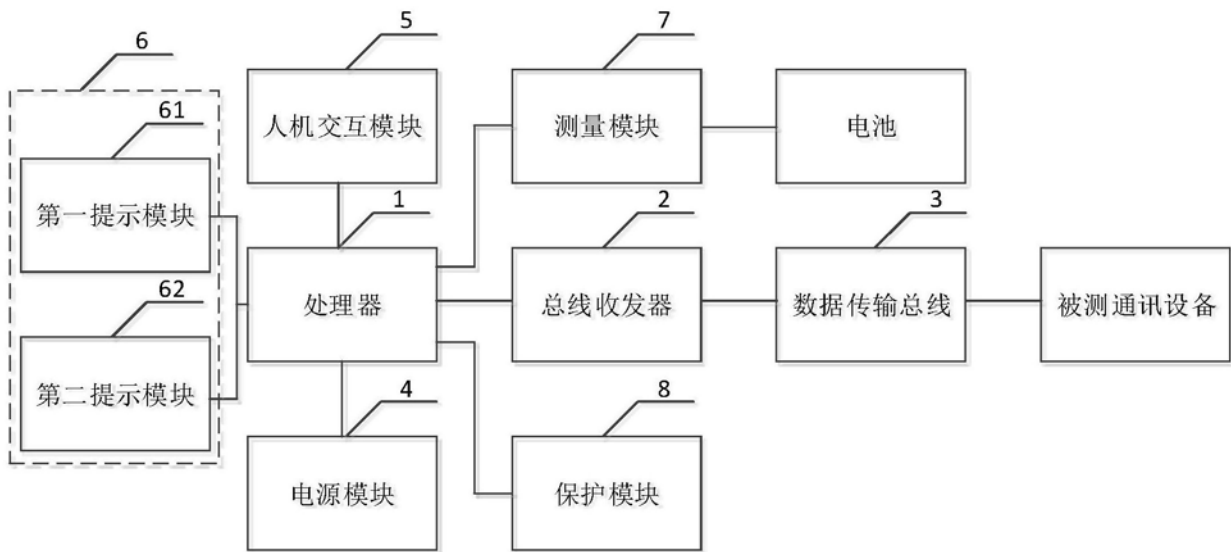 5
7
6
61
人机交互模块
测量模块
电池
第一提示模块
1
2
3
62
处理器
总线收发器
数据传输总线
被测通讯设备
第二提示模块
4
8
电源模块
保护模块